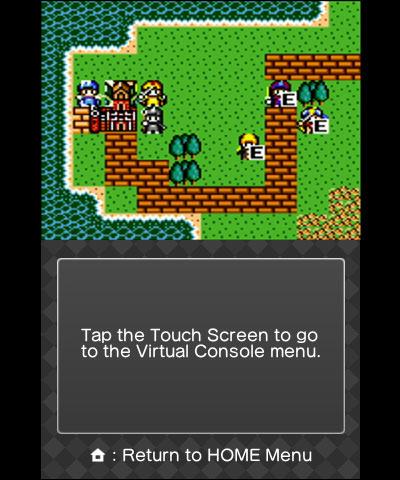 E
E
E
Tap the Touch Screen to go
to the Virtual Console menu.
: Return to HOME Menu